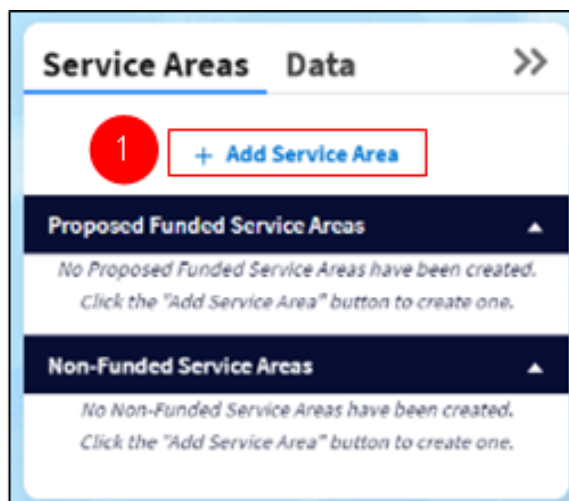 Service Areas Data
1 + Add Service Area
Proposed Funded Service Areas
No Proposed Funded Service Areas have been created.
Click the "Add Service Area" button to create one.
Non-Funded Service Areas
No Non-Funded Service Areas have been created.
Click the "Add Service Area" button to create one.